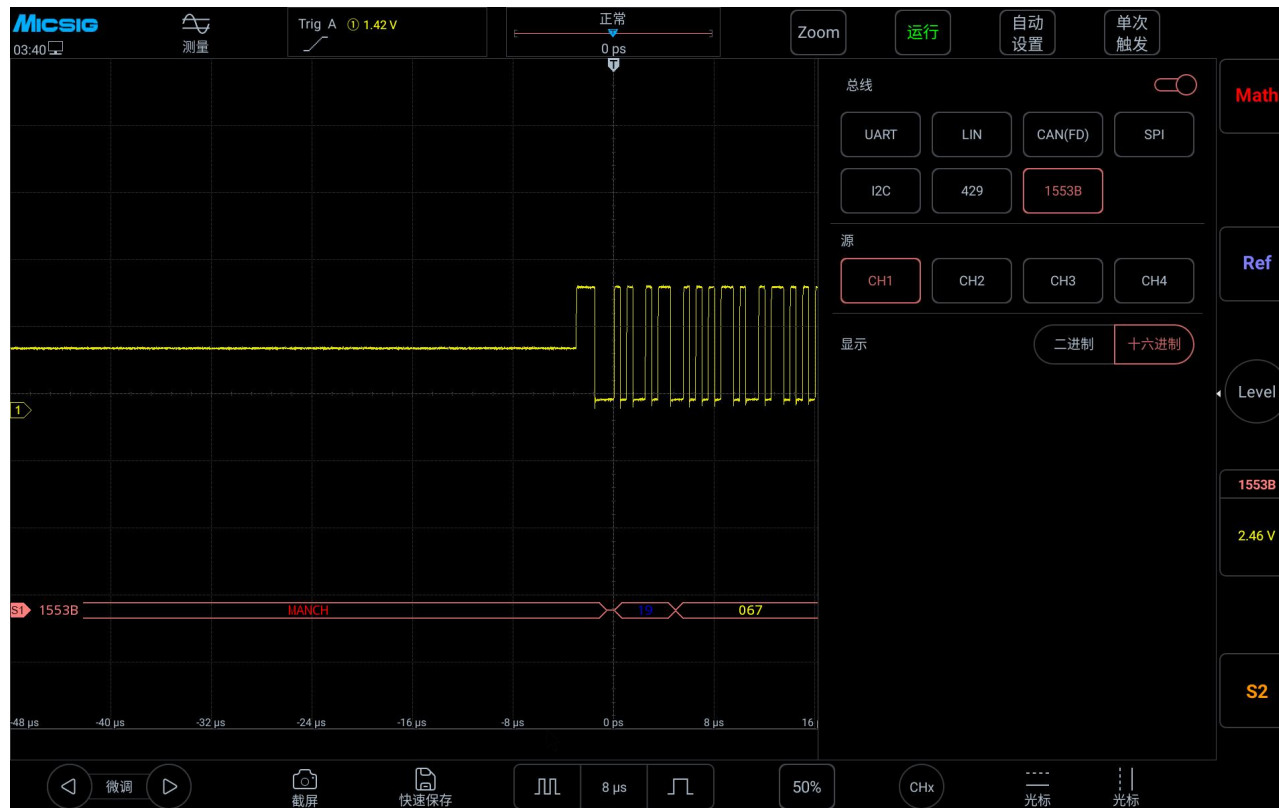 Micsig
03:40
测量
Trig A ① 1.42 V
正常
0 ps
Zoom
运行
自动
设置
单次
触发
T
总线
UART
LIN
CAN(FD)
SPI
I2C
429
1553B
源
CH1
CH2
CH3
CH4
显示
二进制
十六进制
Math
Ref
Level
1553B
2.46 V
S2
1
S1 1553B MANCH 19 067
-48 μs -40 μs -32 μs -24 μs -16 μs -8 μs 0 ps 8 μs 16
微调
截屏
快速保存
8 μs
50%
CHx
光标
光标